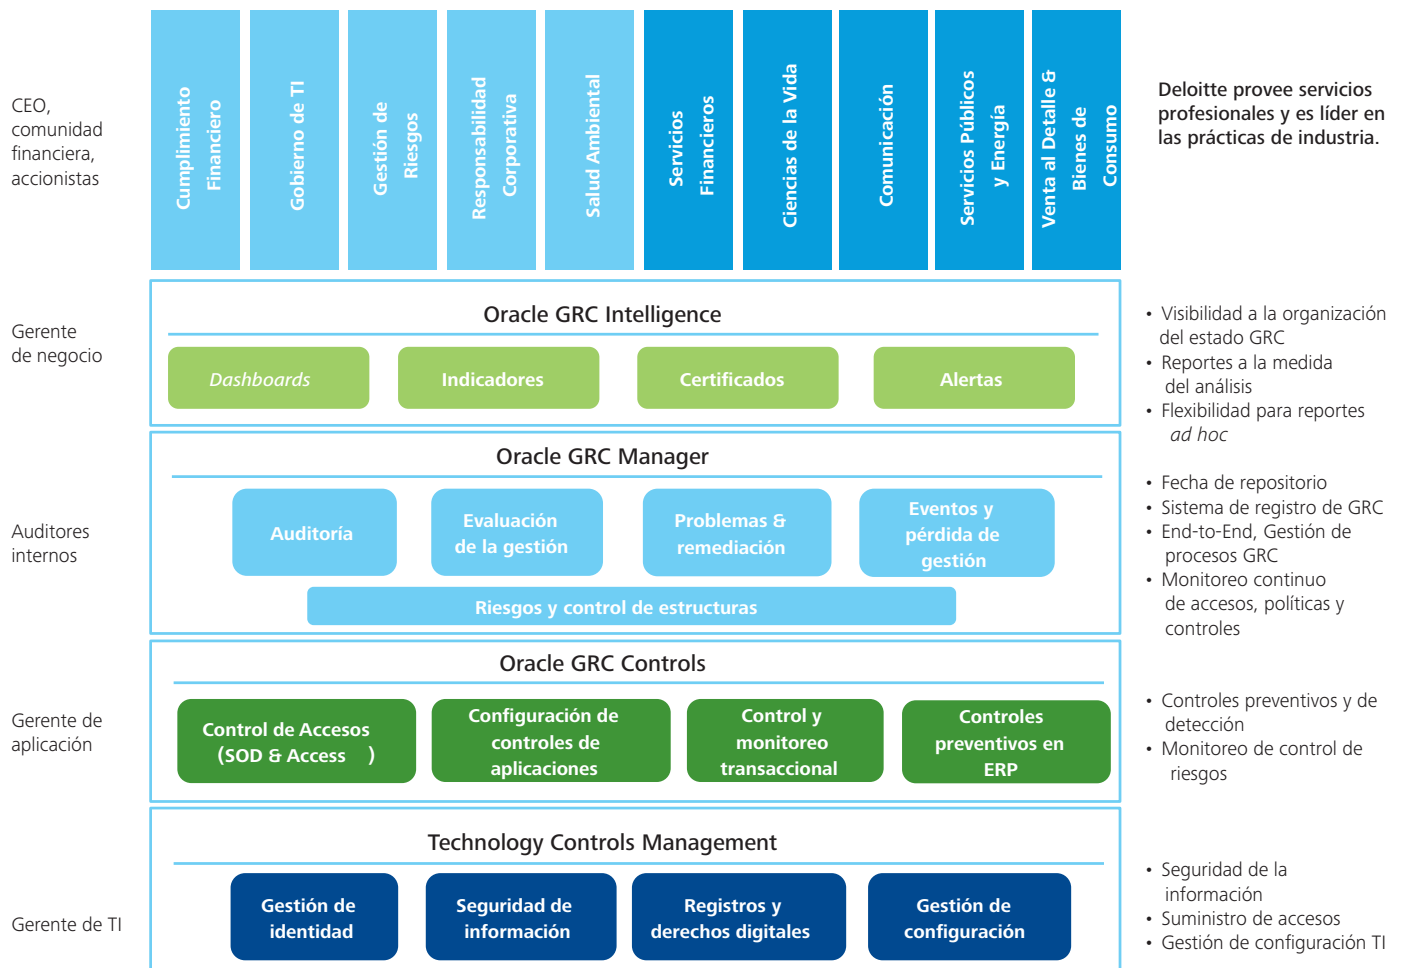 CEO,
comunidad
financiera,
accionistas
Cumplimiento
Financiero
Gobierno de TI
Gestión de
Riesgos
Responsabilidad
Corporativa
Salud Ambiental
Servicios
Financieros
Ciencias de la Vida
Comunicación
Servicios Públicos
y Energía
Venta al Detalle &
Bienes de
Consumo
Deloitte provee servicios
profesionales y es líder en
las prácticas de industria.
Gerente
de negocio
Oracle GRC Intelligence
Dashboards
Indicadores
Certificados
Alertas
• Visibilidad a la organización
del estado GRC
• Reportes a la medida
del análisis
• Flexibilidad para reportes
ad hoc
Auditores
internos
Oracle GRC Manager
Auditoría
Evaluación
de la gestión
Problemas &
remediación
Eventos y
pérdida de
gestión
Riesgos y control de estructuras
• Fecha de repositorio
• Sistema de registro de GRC
• End-to-End, Gestión de
procesos GRC
• Monitoreo continuo
de accesos, políticas y
controles
Gerente de
aplicación
Oracle GRC Controls
Control de Accesos
(SOD & Access )
Configuración de
controles de
aplicaciones
Control y
monitoreo
transaccional
Controles
preventivos en
ERP
• Controles preventivos y de
detección
• Monitoreo de control de
riesgos
Gerente de TI
Technology Controls Management
Gestión de
identidad
Seguridad de
información
Registros y
derechos digitales
Gestión de
configuración
• Seguridad de la
información
• Suministro de accesos
• Gestión de configuración TI